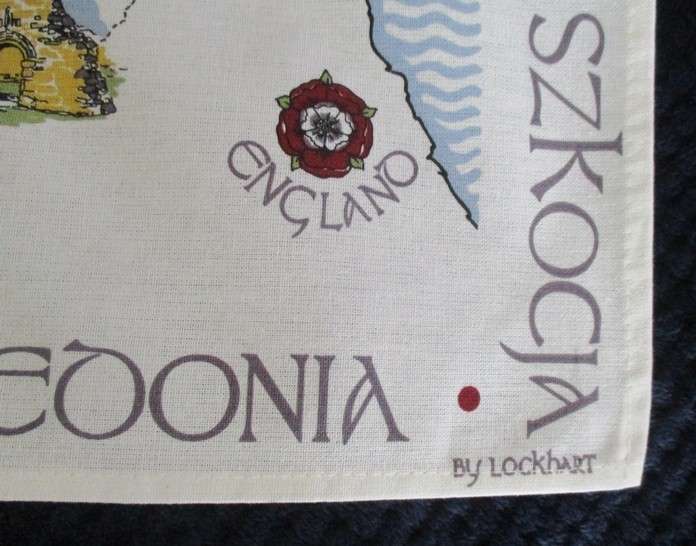 ENGLAND
EDONIA
SZKOCJA
BY LOCKHART